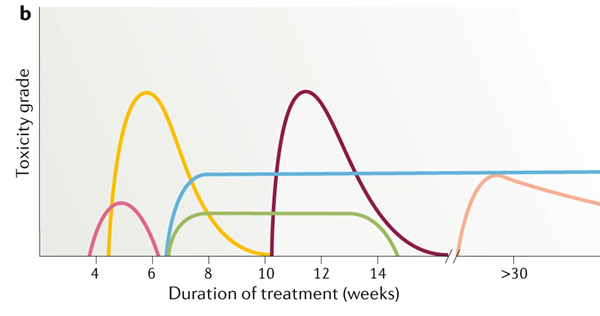 b
Toxicity grade
4 6 8 10 12 14 >30
Duration of treatment (weeks)